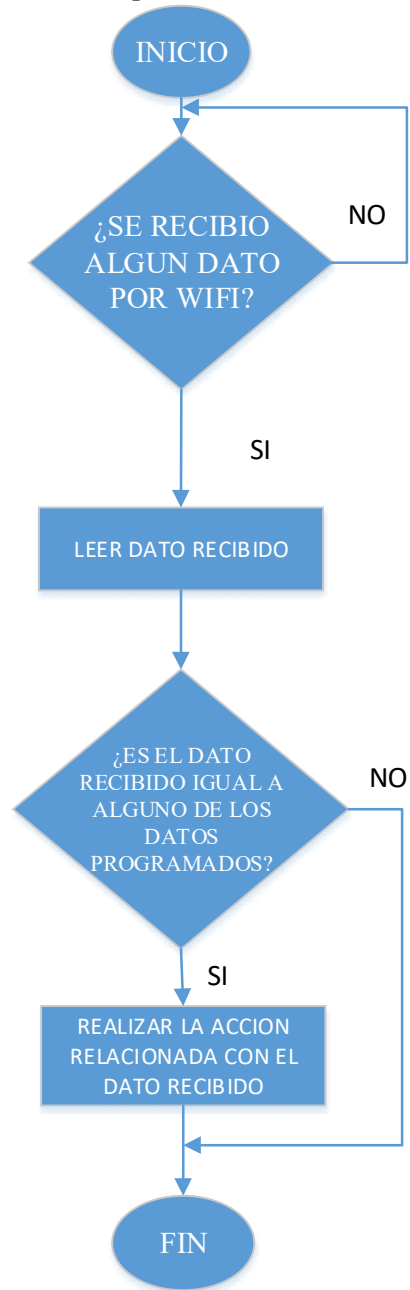 INICIO
¿SE RECIBIO
ALGUN DATO
POR WIFI?
NO
SI
LEER DATO RECIBIDO
¿ES EL DATO
RECIBIDO IGUAL A
ALGUNO DE LOS
DATOS
PROGRAMADOS?
NO
SI
REALIZAR LA ACCION
RELACIONADA CON EL
DATO RECIBIDO
FIN